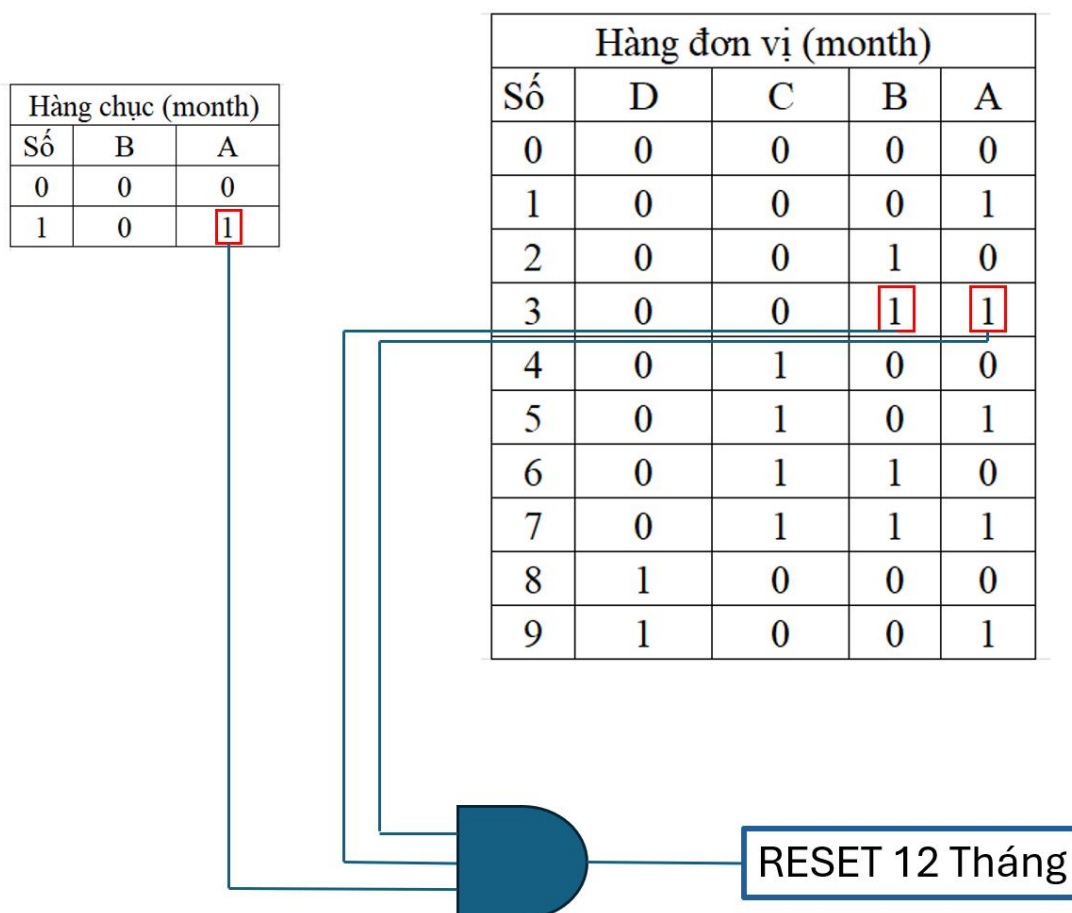 Hàng chục (month)
Số B A
0 0 0
1 0 1
Hàng đơn vị (month)
Số D C B A
0 0 0 0 0
1 0 0 0 1
2 0 0 1 0
3 0 0 1 1
4 0 1 0 0
5 0 1 0 1
6 0 1 1 0
7 0 1 1 1
8 1 0 0 0
9 1 0 0 1
RESET 12 Tháng